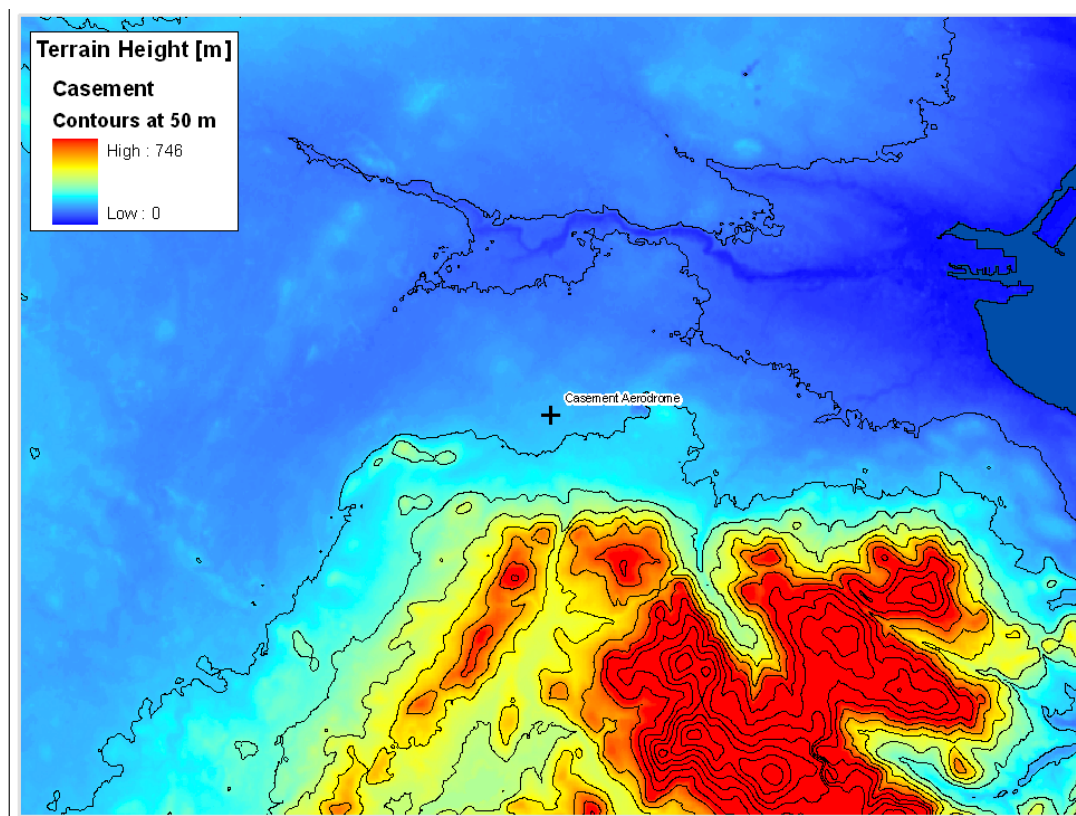 Terrain Height [m]
Casement
Contours at 50 m
High : 746
Low : 0
Casement Aerodrome